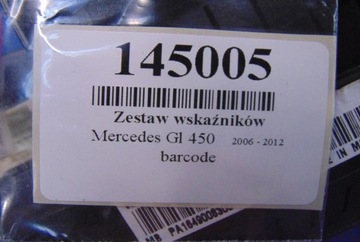 145005
Zestaw wskaźników
Mercedes Gl 450 2006 - 2012
barcode